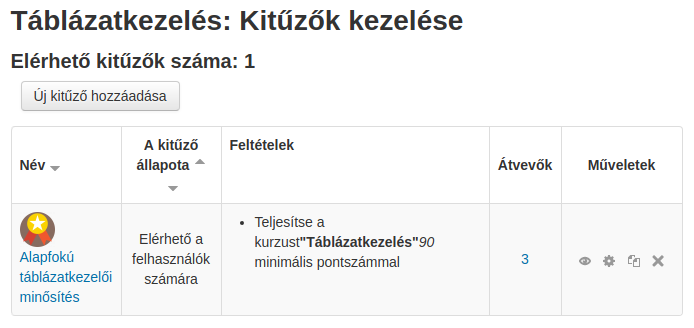 Táblázatkezelés: Kitűzők kezelése
Elérhető kitűzők száma: 1
Új kitűző hozzáadása
Név
A kitűző
állapota
Feltételek
Átvevők
Műveletek
Alapfokú
táblázatkezelői
minősítés
Elérhető a
felhasználók
számára
• Teljesítse a
kurzust"Táblázatkezelés"90
minimális pontszámmal
3